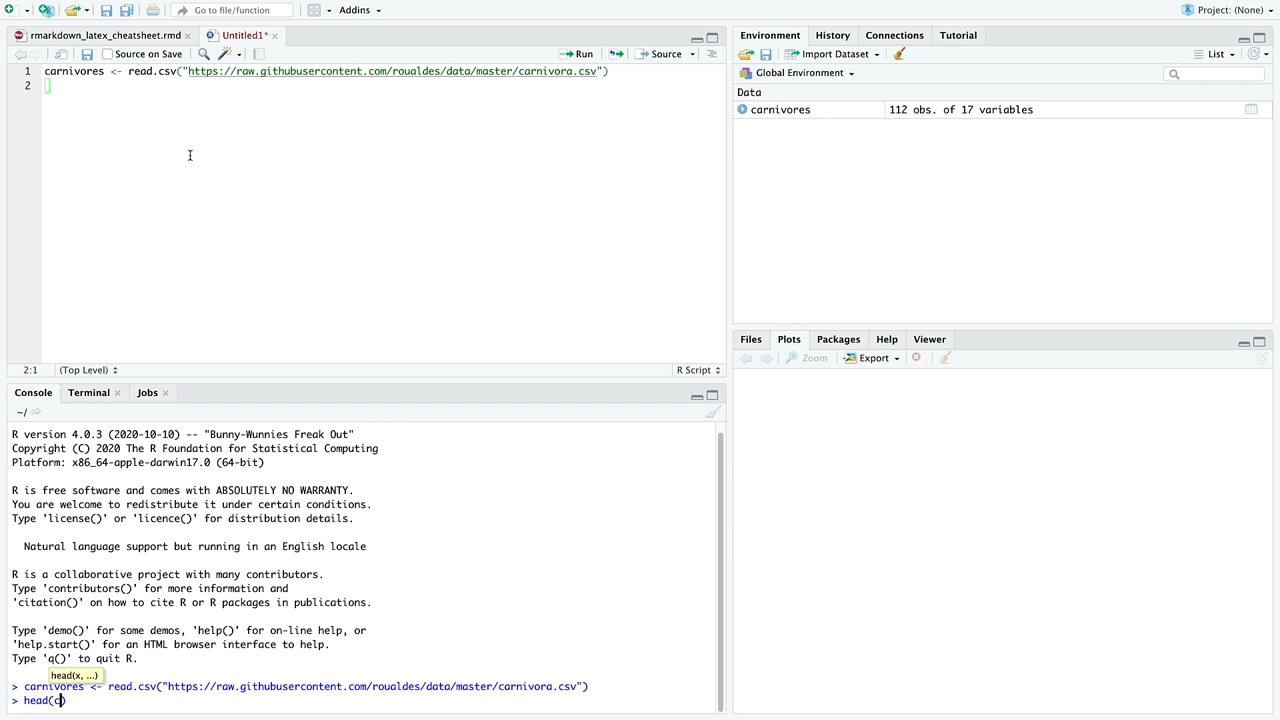 Go to file/function
Addins
Project: (None)
rmarkdown_latex_cheatsheet.rmd
Untitled1*
Source on Save
Run
Source
1 carnivores <- read.csv("https://raw.githubusercontent.com/roualdes/data/master/carnivora.csv")
2
2:1
(Top Level)
R Script
Console
Terminal
Jobs
~/
R version 4.0.3 (2020-10-10) -- "Bunny-Wunnies Freak Out"
Copyright (C) 2020 The R Foundation for Statistical Computing
Platform: x86_64-apple-darwin17.0 (64-bit)
R is free software and comes with ABSOLUTELY NO WARRANTY.
You are welcome to redistribute it under certain conditions.
Type 'license()' or 'licence()' for distribution details.
Natural language support but running in an English locale
R is a collaborative project with many contributors.
Type 'contributors()' for more information and
'citation()' on how to cite R or R packages in publications.
Type 'demo()' for some demos, 'help()' for on-line help, or
'help.start()' for an HTML browser interface to help.
Type 'q()' to quit R.
head(x, ...)
> carnivores <- read.csv("https://raw.githubusercontent.com/roualdes/data/master/carnivora.csv")
> head(c)
Environment
History
Connections
Tutorial
Import Dataset
List
Global Environment
Data
carnivores
112 obs. of 17 variables
Files
Plots
Packages
Help
Viewer
Zoom
Export